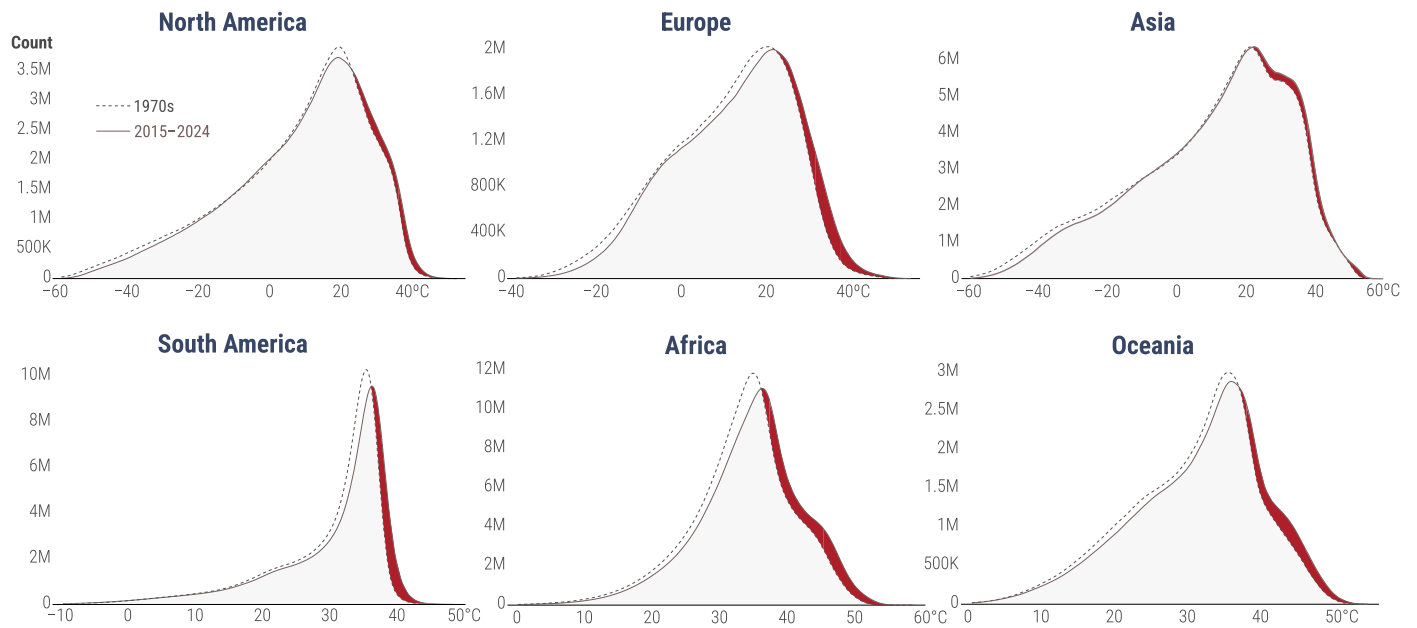 North America
Europe
Asia
Count
3.5M
3M
2.5M
2M
1.5M
1M
500K
0
1970s
2015–2024
−60 −40 −20 0 20 40ºC
2M
1.6M
1.2M
800K
400K
0
−40 −20 0 20 40ºC
6M
5M
4M
3M
2M
1M
0
−60 −40 −20 0 20 40 60ºC
South America
Africa
Oceania
10M
8M
6M
4M
2M
0
−10 0 10 20 30 40 50°C
12M
10M
8M
6M
4M
2M
0
0 10 20 30 40 50 60°C
3M
2.5M
2M
1.5M
1M
500K
0
0 10 20 30 40 50°C